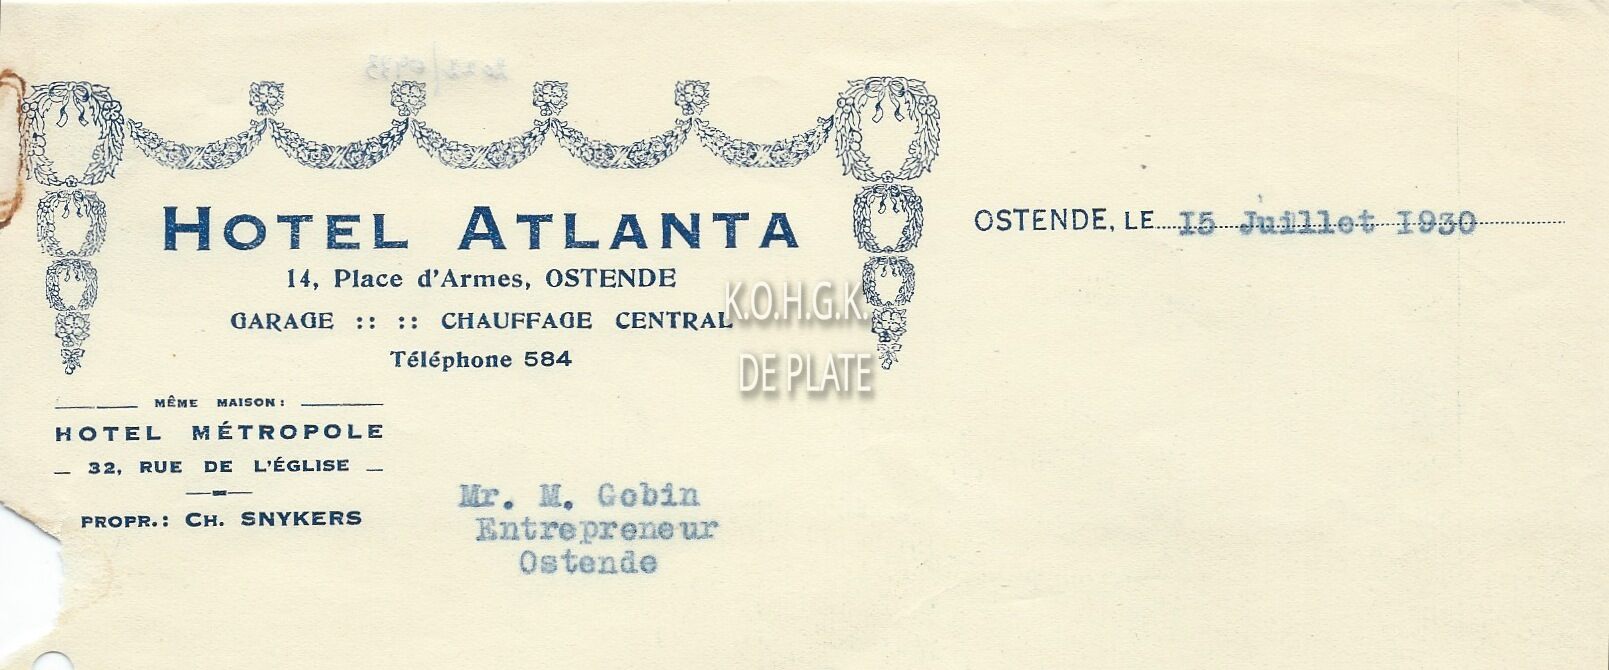 HOTEL ATLANTA
14, Place d'Armes, OSTENDE
GARAGE :: :: CHAUFFAGE CENTRAL
Téléphone 584
OSTENDE, LE 15 Juillet 1930
MÊME MAISON:
HOTEL MÉTROPOLE
32, RUE DE L'ÉGLISE
PROPR.: CH. SNYKERS
Mr. M. Gobin
Entrepreneur
Ostende
K.O.H.G.K.
DE PLATE